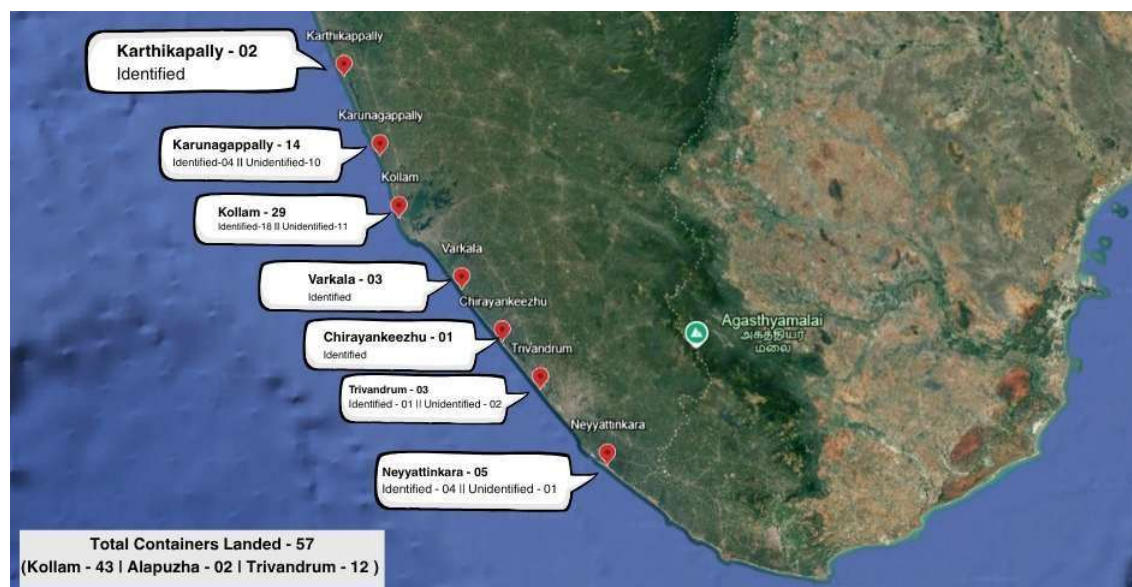 Karthikappally
Karthikapally - 02
Identified
Karunagappally
Karunagappally - 14
Identified-04 II Unidentified-10
Kollam
Kollam - 29
Identified-18 II Unidentified-11
Varkala
Varkala - 03
Identified
Chirayankeezhu
Chirayankeezhu - 01
Identified
Trivandrum
Trivandrum - 03
Identified - 01 II Unidentified - 02
Agasthyamalai
அகத்தியர்
மலை
Neyyattinkara
Neyyattinkara - 05
Identified - 04 II Unidentified - 01
Total Containers Landed - 57
(Kollam - 43 | Alapuzha - 02 | Trivandrum - 12 )